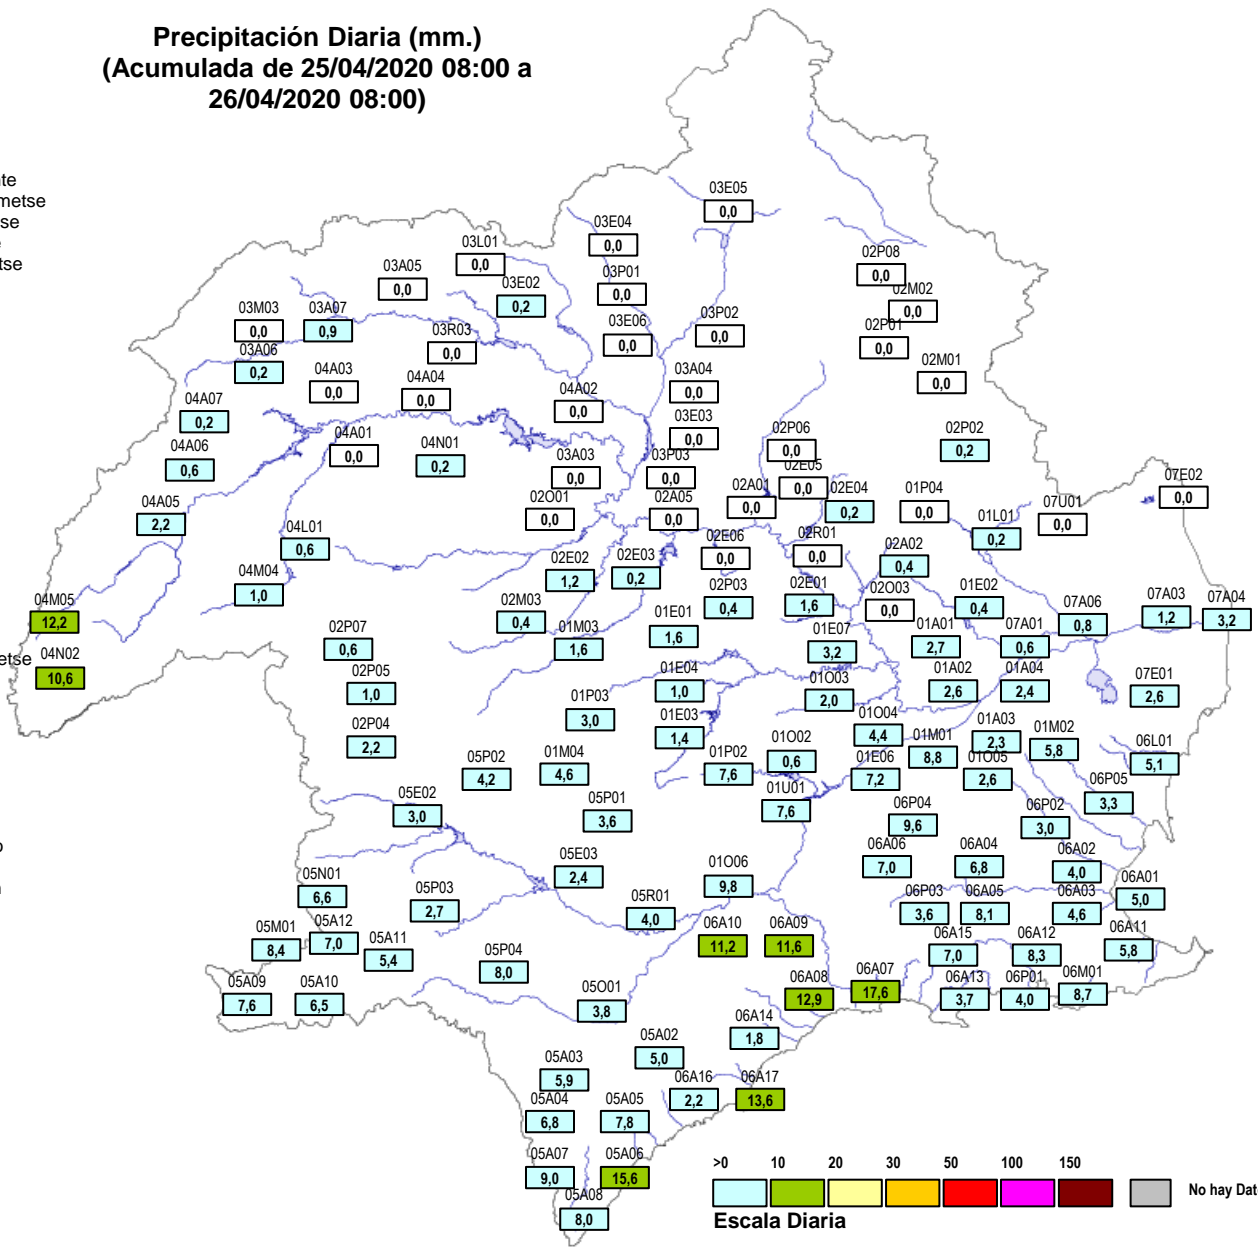 Precipitación Diaria (mm.)
(Acumulada de 25/04/2020 08:00 a
26/04/2020 08:00)
nte
metse
se
e
tse
03E05
0,0
03E04
0,0
03L01
0,0
02P08
0,0
03A05
0,0
03E02
0,2
03P01
0,0
02M02
0,0
03M03
0,0
03A07
0,9
03P02
0,0
03E06
0,0
02P01
0,0
03R03
0,0
03A06
0,2
02M01
0,0
04A03
0,0
04A04
0,0
03A04
0,0
04A02
0,0
04A07
0,2
03E03
0,0
04A01
0,0
02P06
0,0
02P02
0,2
04A06
0,6
04N01
0,2
03A03
0,0
03P03
0,0
02E05
0,0
07E02
0,0
02A01
0,0
02E04
0,2
01P04
0,0
04A05
2,2
02O01
0,0
02A05
0,0
07U01
0,0
01L01
0,2
04L01
0,6
02E06
0,0
02R01
0,0
02A02
0,4
02E02
1,2
02E03
0,2
04M04
1,0
02P03
0,4
02E01
1,6
02O03
0,0
01E02
0,4
07A03
1,2
07A04
3,2
04M05
12,2
02M03
0,4
07A06
0,8
01E01
1,6
01M03
1,6
02P07
0,6
01E07
3,2
01A01
2,7
07A01
0,6
etse
04N02
10,6
02P05
1,0
01E04
1,0
01O03
2,0
01A02
2,6
01A04
2,4
07E01
2,6
01P03
3,0
01E03
1,4
02P04
2,2
01O04
4,4
01A03
2,3
01M02
5,8
01M01
8,8
01O02
0,6
06L01
5,1
05P02
4,2
01M04
4,6
01P02
7,6
01E06
7,2
01O05
2,6
06P05
3,3
05E02
3,0
05P01
3,6
01U01
7,6
06P04
9,6
06P02
3,0
o
05E03
2,4
06A06
7,0
06A04
6,8
06A02
4,0
05N01
6,6
01O06
9,8
06A01
5,0
05P03
2,7
05R01
4,0
06P03
3,6
06A05
8,1
06A03
4,6
05M01
8,4
05A12
7,0
06A10
11,2
06A09
11,6
06A15
7,0
06A12
8,3
06A11
5,8
05A11
5,4
05P04
8,0
05A09
7,6
05A10
6,5
05O01
3,8
06A08
12,9
06A07
17,6
06A13
3,7
06P01
4,0
06M01
8,7
06A14
1,8
05A02
5,0
05A03
5,9
06A16
2,2
06A17
13,6
05A04
6,8
05A05
7,8
05A07
9,0
05A06
15,6
05A08
8,0
>0 10 20 30 50 100 150
No hay Dat
Escala Diaria